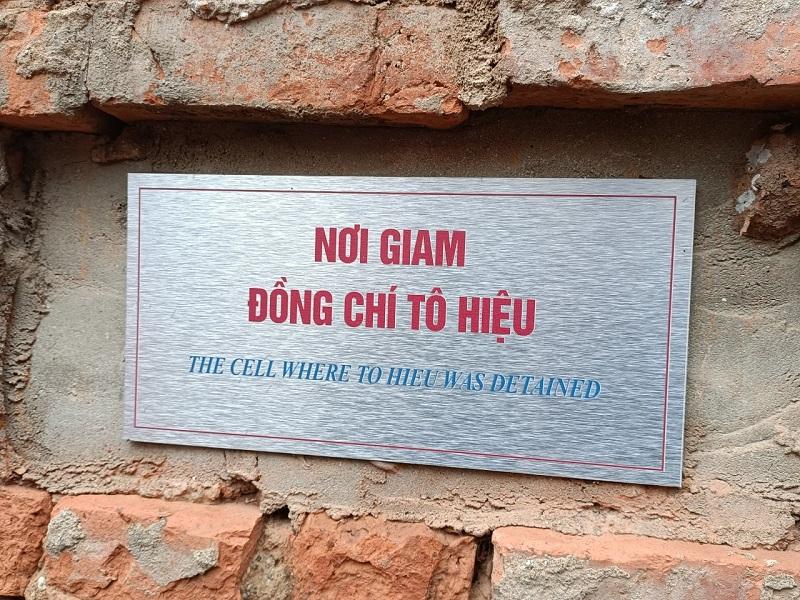 NƠI GIAM
ĐỒNG CHÍ TÔ HIỆU
THE CELL WHERE TO HIEU WAS DETAINED